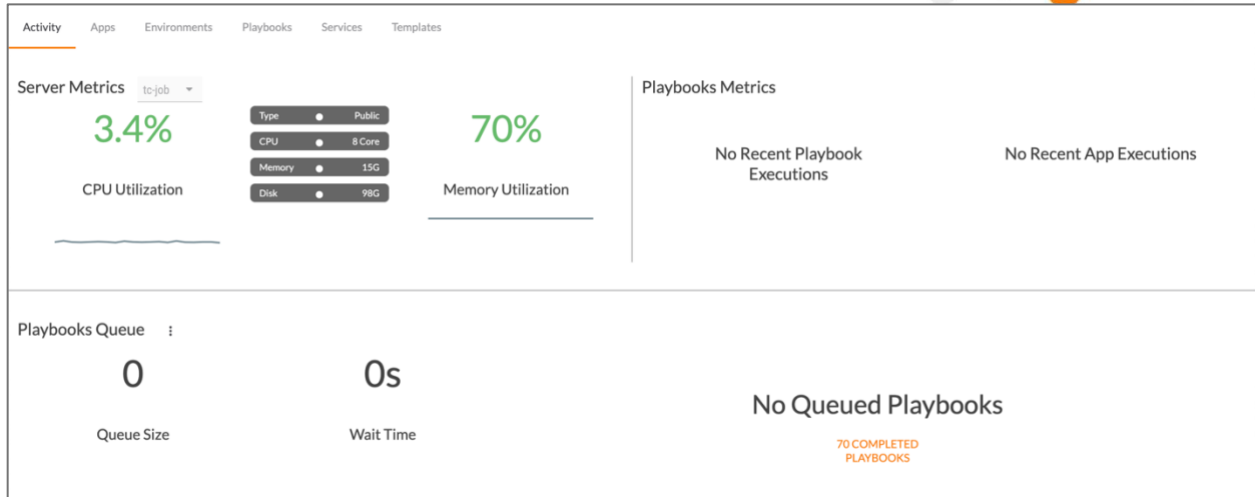 Activity Apps Environments Playbooks Services Templates
Server Metrics tc-job
3.4%
CPU Utilization
Type Public
CPU 8 Core
Memory 15G
Disk 98G
70%
Memory Utilization
Playbooks Metrics
No Recent Playbook
Executions
No Recent App Executions
Playbooks Queue
0
Queue Size
0s
Wait Time
No Queued Playbooks
70 COMPLETED
PLAYBOOKS